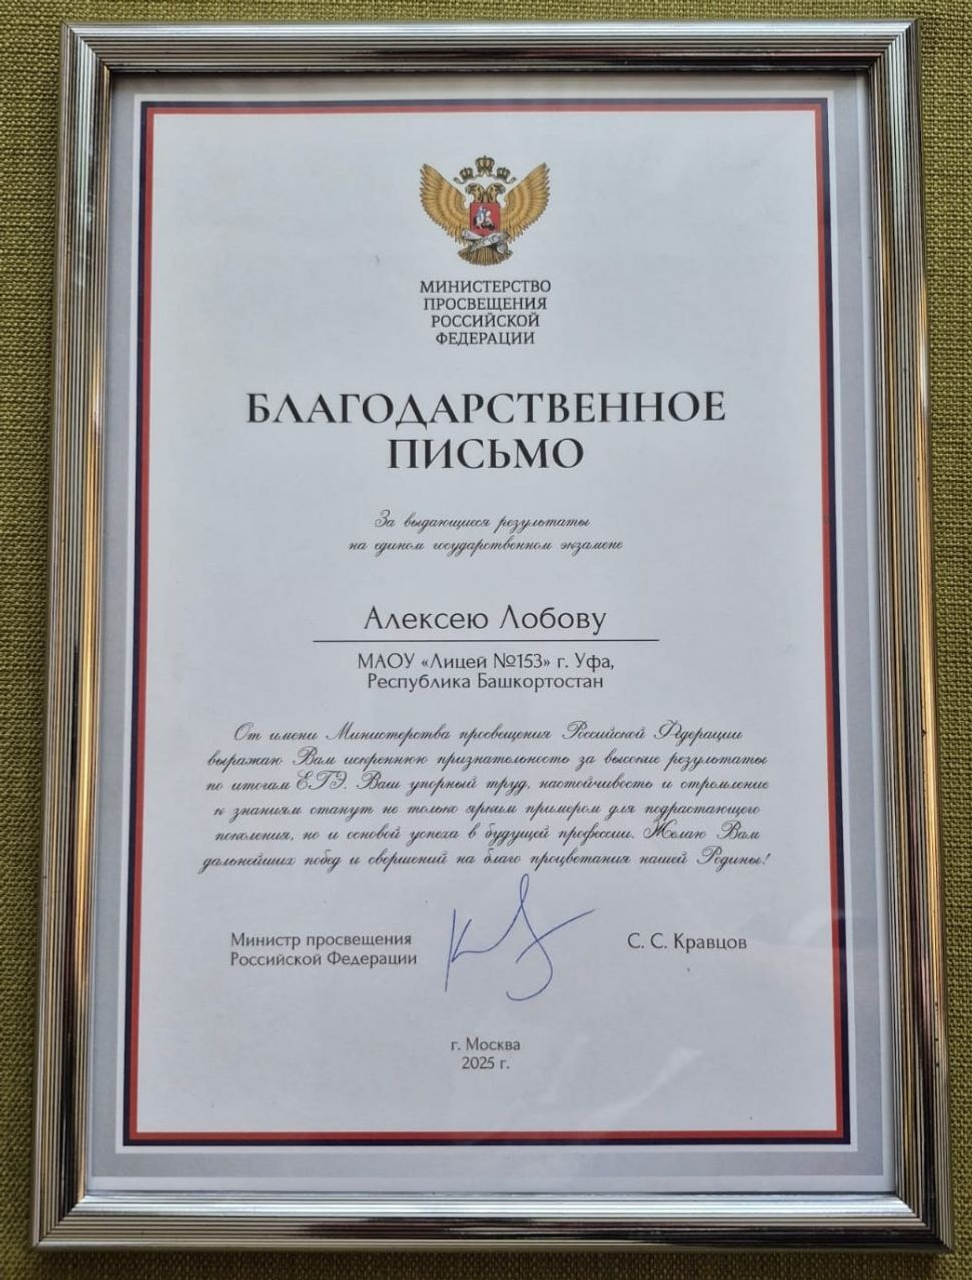 МИНИСТЕРСТВО
ПРОСВЕЩЕНИЯ
РОССИЙСКОЙ
ФЕДЕРАЦИИ
БЛАГОДАРСТВЕННОЕ
ПИСЬМО
За выдающиеся результаты
на едином государственном экзамене
Алексею Лобову
МАОУ «Лицей №153» г. Уфа,
Республика Башкортостан
От имени Министерства просвещения Российской Федерации
выражаю Вам искреннюю признательность за высокие результаты
по итогам ЕГЭ. Ваш упорный труд, настойчивость и стремление
к знаниям станут не только ярким примером для подрастающего
поколения, но и основой успеха в будущей профессии. Желаю Вам
дальнейших побед и свершений на благо процветания нашей Родины!
Министр просвещения
Российской Федерации
С. С. Кравцов
г. Москва
2025 г.